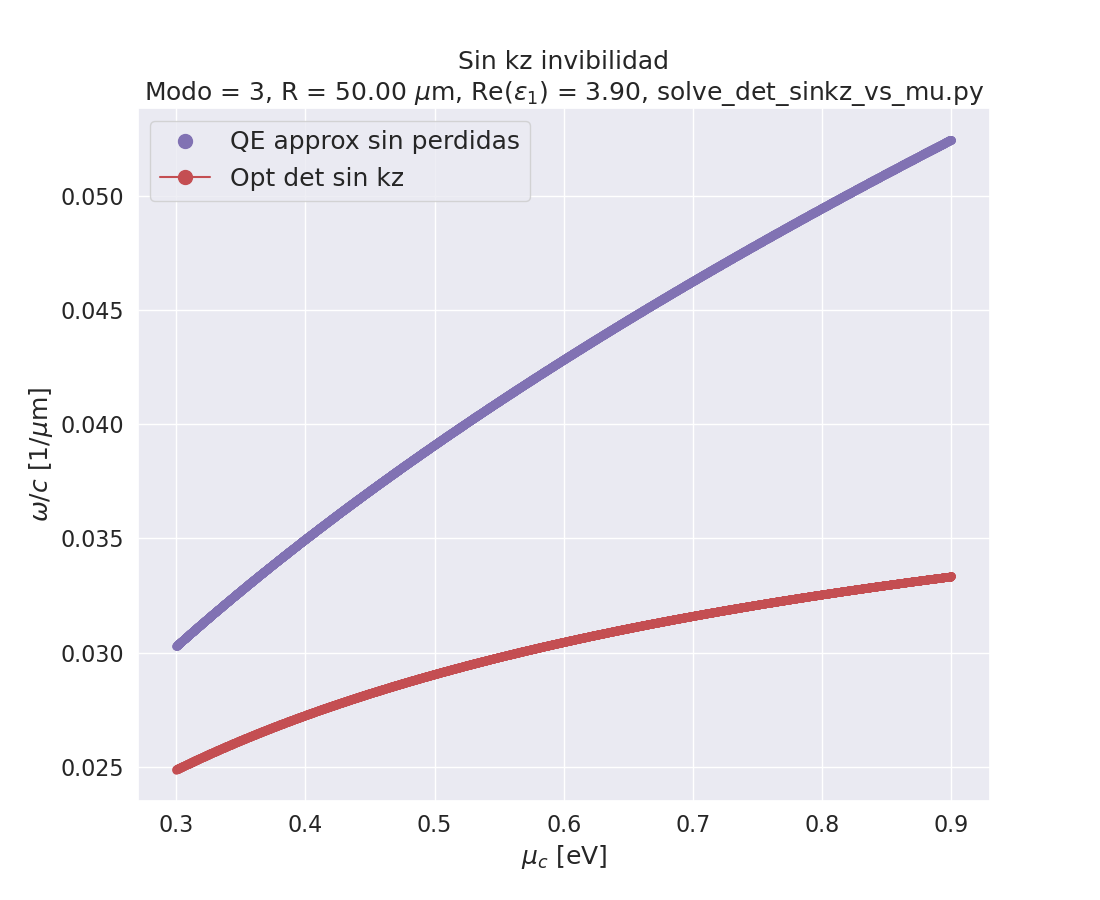 Sin kz invibilidad
Modo = 3, R = 50.00 μm, Re(ε₁) = 3.90, solve_det_sinkz_vs_mu.py
QE approx sin perdidas
Opt det sin kz
0.050
0.045
0.040
0.035
0.030
0.025
ω/c [1/μm]
0.3 0.4 0.5 0.6 0.7 0.8 0.9
μ_c [eV]